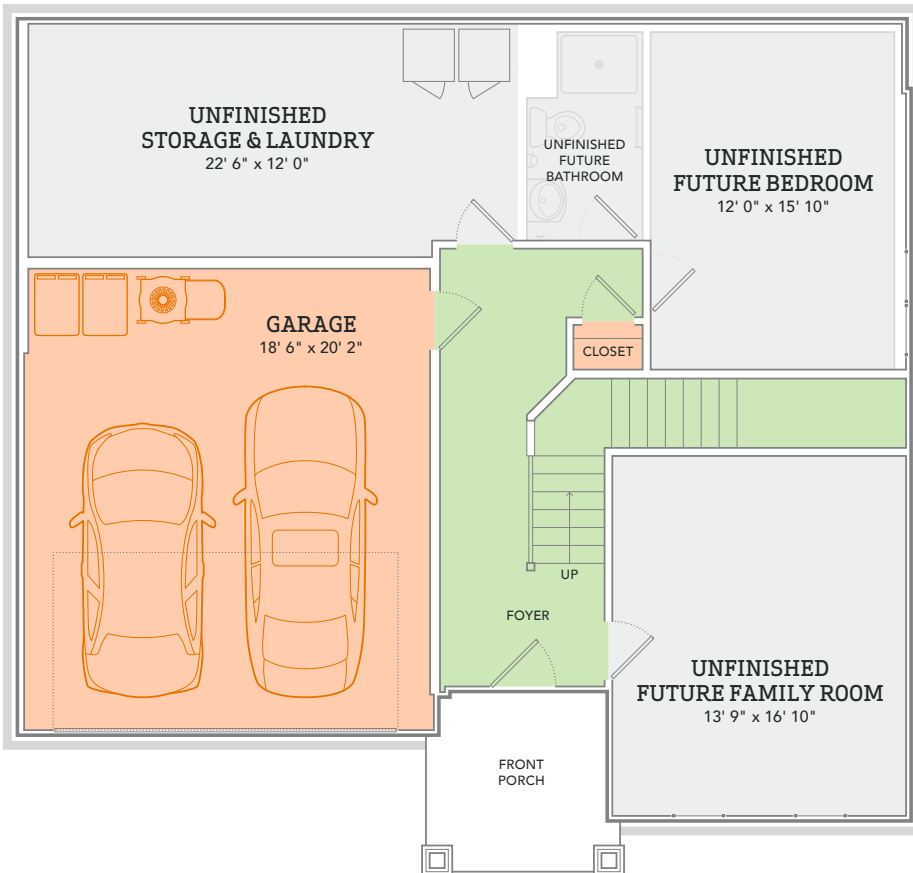 UNFINISHED
STORAGE & LAUNDRY
22' 6" x 12' 0"
UNFINISHED
FUTURE
BATHROOM
UNFINISHED
FUTURE BEDROOM
12' 0" x 15' 10"
GARAGE
18' 6" x 20' 2"
CLOSET
UP
FOYER
UNFINISHED
FUTURE FAMILY ROOM
13' 9" x 16' 10"
FRONT
PORCH